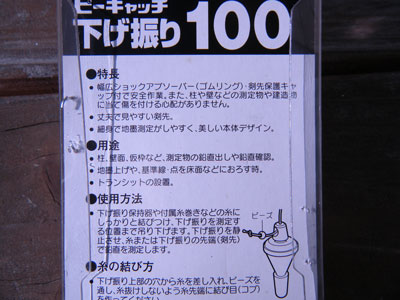 ビーキャッチ
下げ振り100
●特長
・幅広ショックアブソーバー(ゴムリング)・剣先保護キャ
ップ付で安全作業。また、柱や壁などの測定物や建造物
に当て傷を付ける心配がありません。
・丈夫で見やすい剣先。
・細身で地墨測定がしやすく、美しい本体デザイン。
●用途
・柱、壁面、仮枠など、測定物の鉛直出しや鉛直確認。
・地墨上げや、基準線・点を床面などにおろす時。
・トランシットの設置。
●使用方法
・下げ振り保持器や付属糸巻きなどの糸に
しっかりと結びつけ、下げ振りを測定す
る位置まで吊り下げます。下げ振りを静
止させ、糸または下げ振りの先端(剣先)
で鉛直を測定します。
ビーズ
●糸の結び方
・下げ振り上部の穴から糸を差し入れ、ビーズを
通し、糸抜けしないよう糸先端に結び目(コブ)
を作ってください。